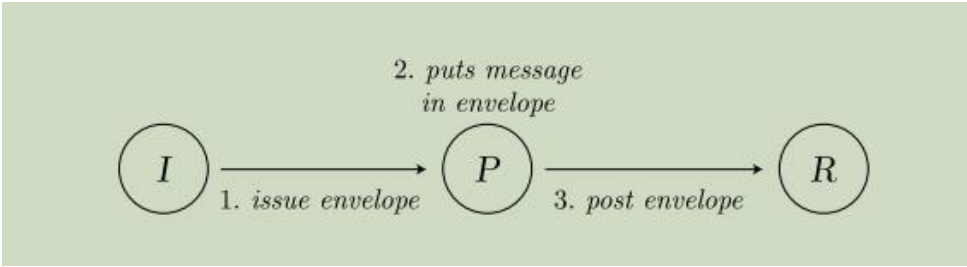 2. puts message
in envelope
I
P
R
1. issue envelope
3. post envelope